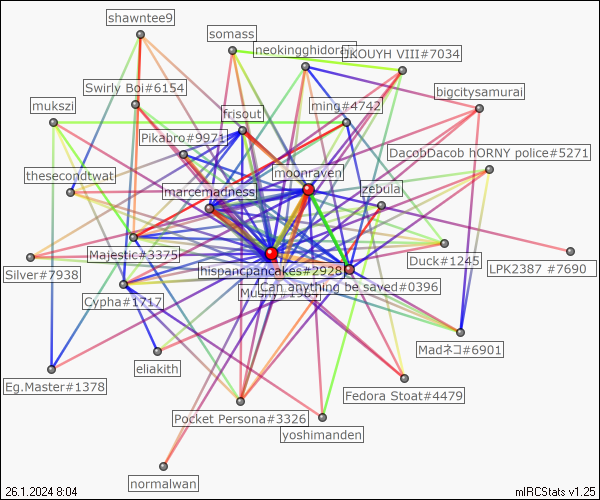 shawntee9
somass
neokingghidorah
JKOUYH VIII#7034
Swirly Boi#6154
bigcitysamurai
mukszi
frisout
ming#4742
Pikabro#9971
DacobDacob hORNY police#5271
moonraven
thesecondtwat
marcemadness
zebula
Majestic#3375
Duck#1245
Silver#7938
hispancpancakes#2928
LPK2387 #7690
Can anything be saved#0396
Cypha#1717
Madネコ#6901
eliakith
Eg.Master#1378
Fedora Stoat#4479
Pocket Persona#3326
yoshimanden
normalwan
26.1.2024 8:04
mIRCStats v1.25